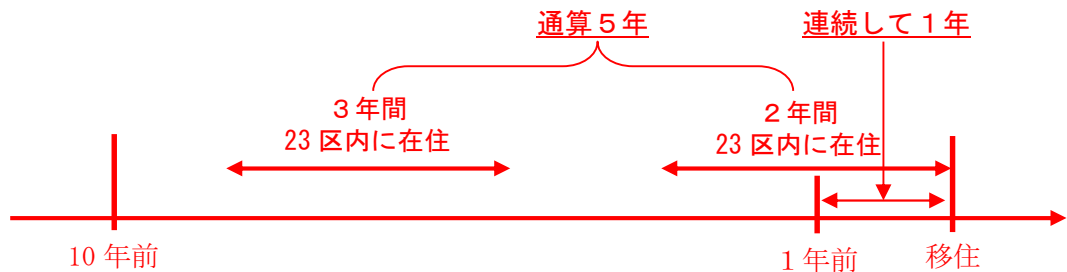 通算５年
連続して１年
３年間
23 区内に在住
２年間
23 区内に在住
10 年前
１年前
移住